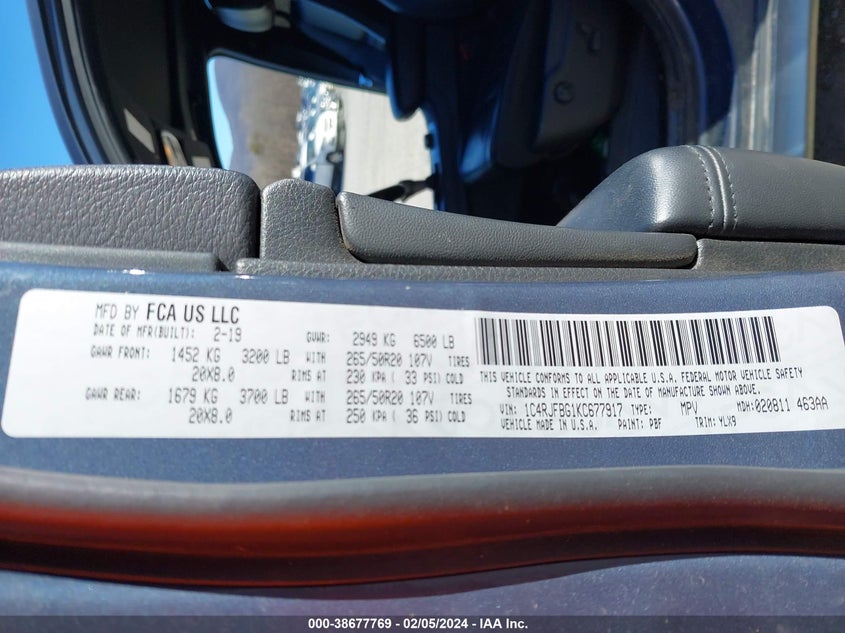 MFD BY FCA US LLC
DATE OF MFR(BUILT): 2-19 GVWR: 2949 KG 6500 LB
GAWR FRONT: 1452 KG 3200 LB WITH 265/50R20 107V TIRES
20X8.0 RIMS AT 230 KPA ( 33 PSI) COLD
GAWR REAR: 1679 KG 3700 LB WITH 265/50R20 107V TIRES
20X8.0 RIMS AT 250 KPA ( 36 PSI) COLD
THIS VEHICLE CONFORMS TO ALL APPLICABLE U.S.A. FEDERAL MOTOR VEHICLE SAFETY
STANDARDS IN EFFECT ON THE DATE OF MANUFACTURE SHOWN ABOVE.
VIN: 1C4RJFBG1KC677917 TYPE: MPV MDH:020811 463AA
VEHICLE MADE IN U.S.A. PAINT: PBF TRIM: YLX9
000-38677769 - 02/05/2024 - IAA Inc.